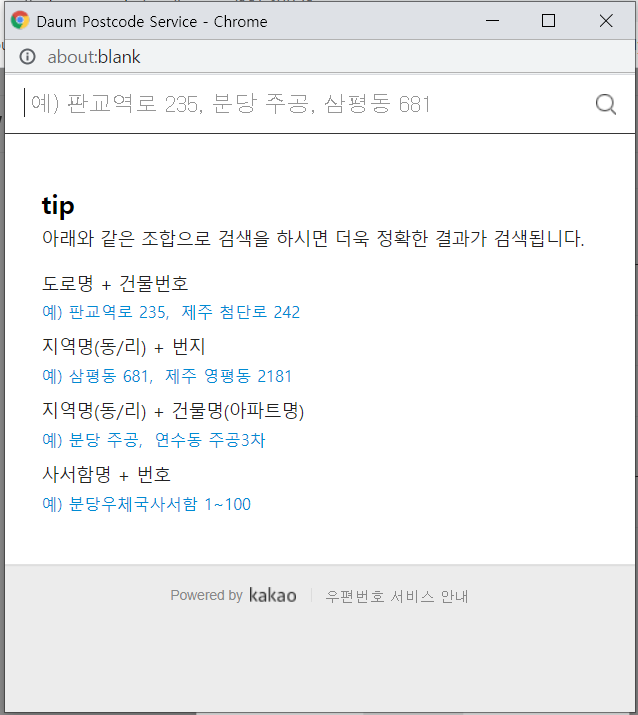 Daum Postcode Service - Chrome
about:blank
예) 판교역로 235, 분당 주공, 삼평동 681
tip
아래와 같은 조합으로 검색을 하시면 더욱 정확한 결과가 검색됩니다.
도로명 + 건물번호
예) 판교역로 235, 제주 첨단로 242
지역명(동/리) + 번지
예) 삼평동 681, 제주 영평동 2181
지역명(동/리) + 건물명(아파트명)
예) 분당 주공, 연수동 주공3차
사서함명 + 번호
예) 분당우체국사서함 1~100
Powered by kakao 우편번호 서비스 안내